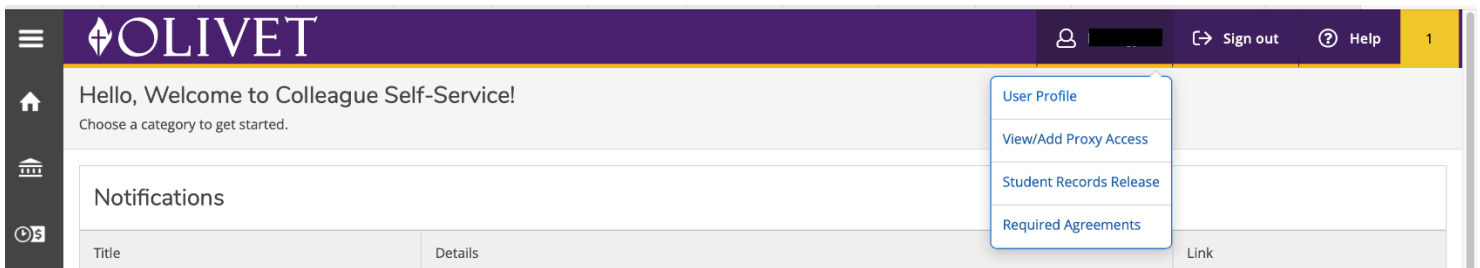 OLIVET
Sign out
Help
1
Hello, Welcome to Colleague Self-Service!
Choose a category to get started.
User Profile
View/Add Proxy Access
Student Records Release
Required Agreements
Notifications
Title Details Link